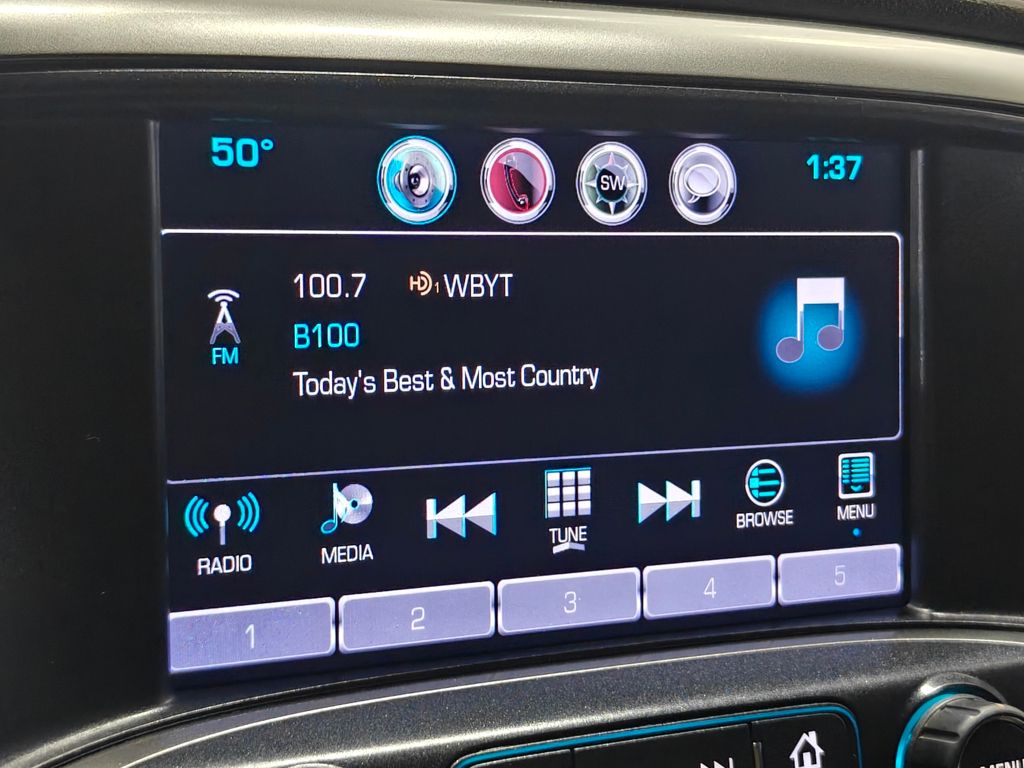 50°
SW
1:37
100.7 HD1 WBYT
FM
B100
Today's Best & Most Country
RADIO
MEDIA
TUNE
BROWSE
MENU
1
2
3
4
5
MENU